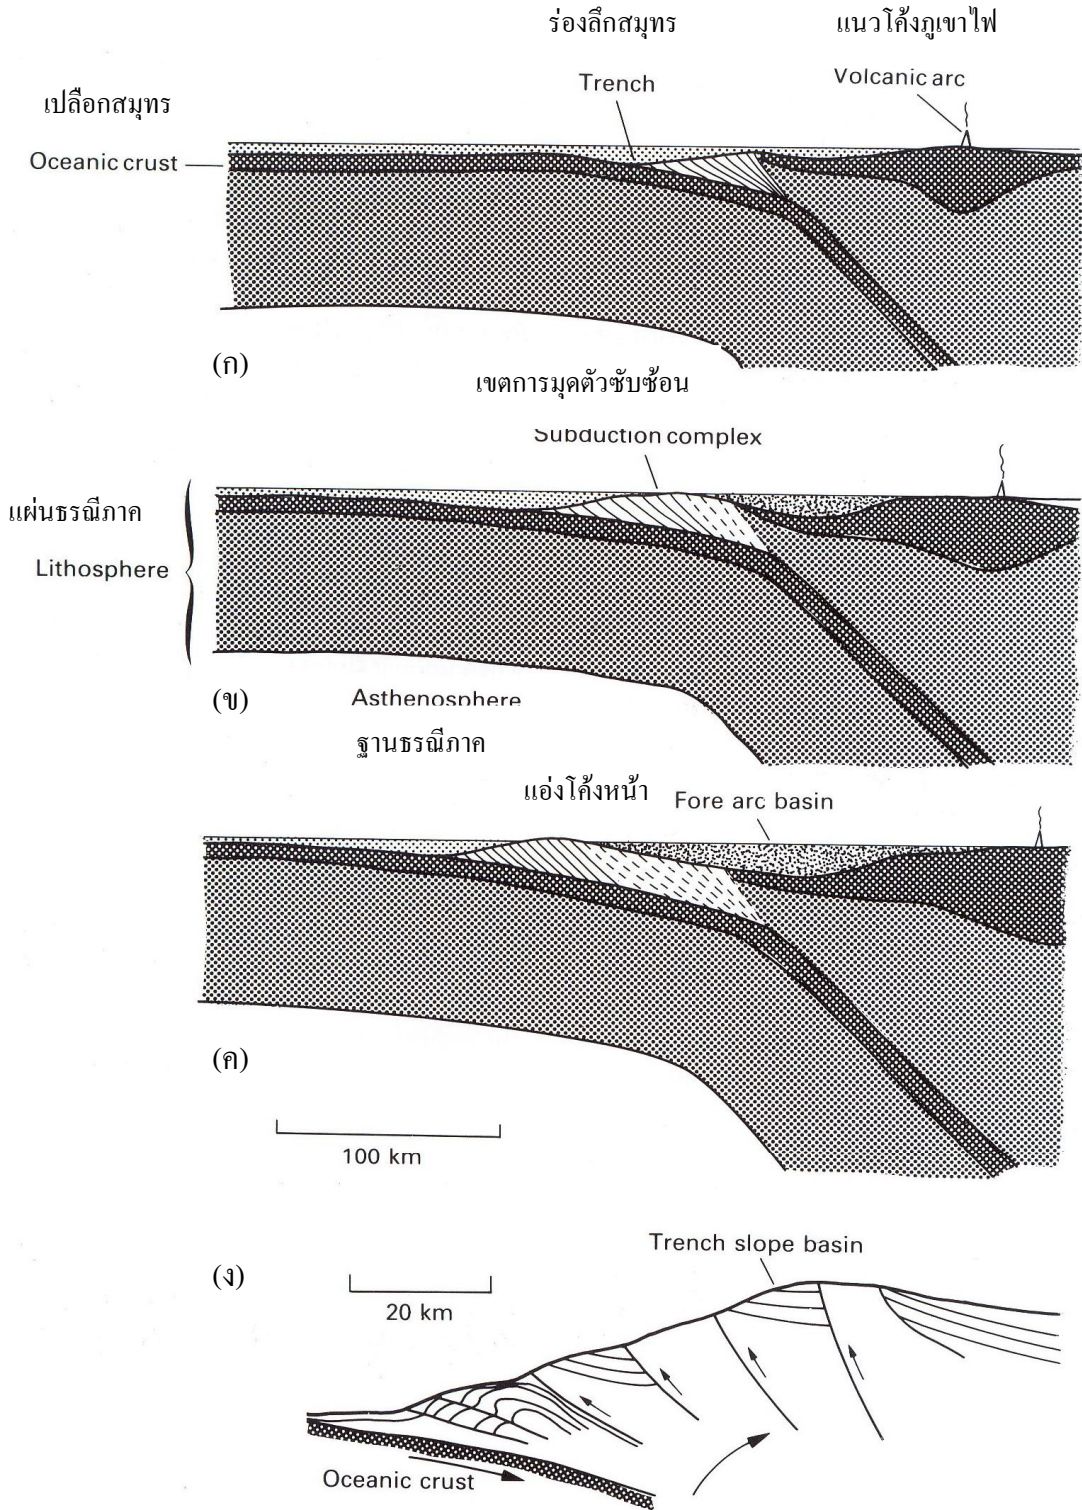 ร่องลึกสมุทร
แนวโค้งภูเขาไฟ
Trench
Volcanic arc
เปลือกสมุทร
Oceanic crust
(ก)
เขตการมุดตัวซับซ้อน
Subduction complex
แผ่นธรณีภาค
Lithosphere
(ข)
Asthenosphere
ฐานธรณีภาค
แอ่งโค้งหน้า
Fore arc basin
(ค)
100 km
Trench slope basin
(ง)
20 km
Oceanic crust